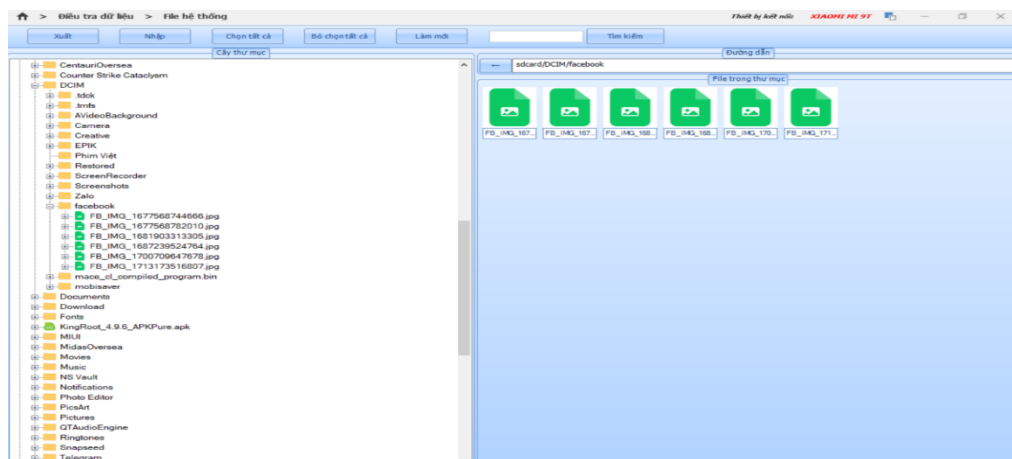 > Điều tra dữ liệu > File hệ thống
Thiết bị kết nối XIAOMI MI 9T
Xuất Nhập Chọn tất cả Bỏ chọn tất cả Làm mới Tìm kiếm
Cây thư mục
CentauriOversea
Counter Strike Cataclysm
DCIM
.tdck
.tmfs
AVideoBackground
Camera
Creative
EPIK
Phim Việt
Restored
ScreenRecorder
Screenshots
Zalo
facebook
FB_IMG_1677568744666.jpg
FB_IMG_1677568782010.jpg
FB_IMG_1681903313305.jpg
FB_IMG_1687239524764.jpg
FB_IMG_1700709647678.jpg
FB_IMG_1713173516807.jpg
mace_cl_compiled_program.bin
mobisaver
Documents
Download
Fonts
KingRoot_4.9.6_APKPure.apk
MIUI
MidasOversea
Movies
Music
NS Vault
Notifications
Photo Editor
PicsArt
Pictures
QTAudioEngine
Ringtones
Snapseed
Telegram
Đường dẫn
sdcard/DCIM/facebook
File trong thư mục
FB_IMG_167... FB_IMG_167... FB_IMG_168... FB_IMG_168... FB_IMG_170... FB_IMG_171...